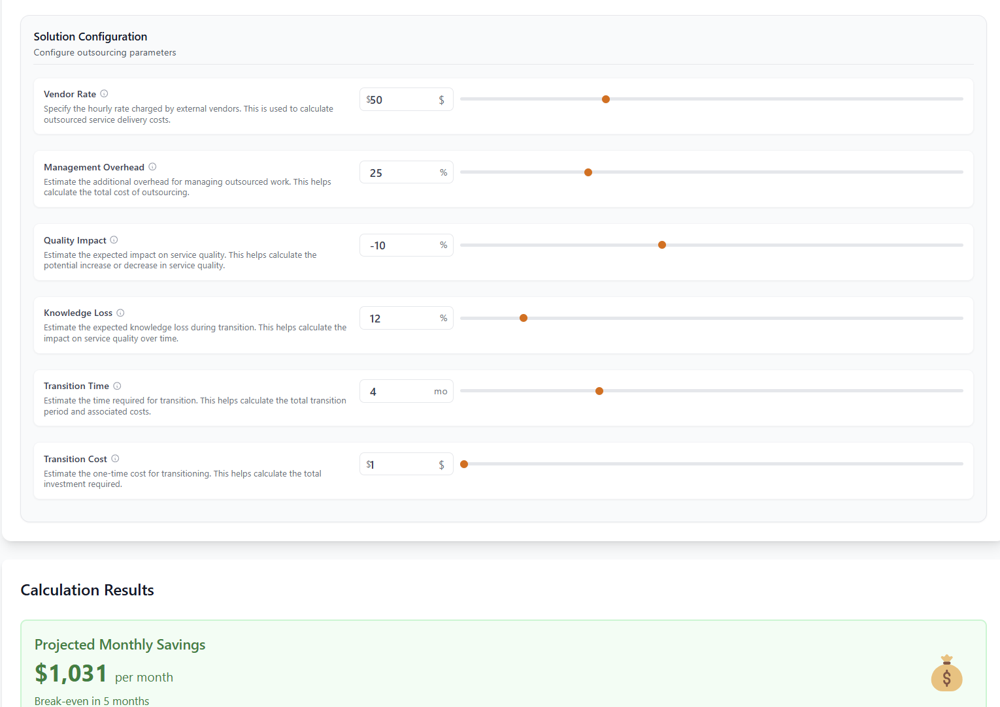 Solution Configuration
Configure outsourcing parameters
Vendor Rate
Specify the hourly rate charged by external vendors. This is used to calculate
outsourced service delivery costs.
$50 $
Management Overhead
Estimate the additional overhead for managing outsourced work. This helps
calculate the total cost of outsourcing.
25 %
Quality Impact
Estimate the expected impact on service quality. This helps calculate the
potential increase or decrease in service quality.
-10 %
Knowledge Loss
Estimate the expected knowledge loss during transition. This helps calculate the
impact on service quality over time.
12 %
Transition Time
Estimate the time required for transition. This helps calculate the total transition
period and associated costs.
4 mo
Transition Cost
Estimate the one-time cost for transitioning. This helps calculate the total
investment required.
$1 $
Calculation Results
Projected Monthly Savings
$1,031 per month
$
Break-even in 5 months